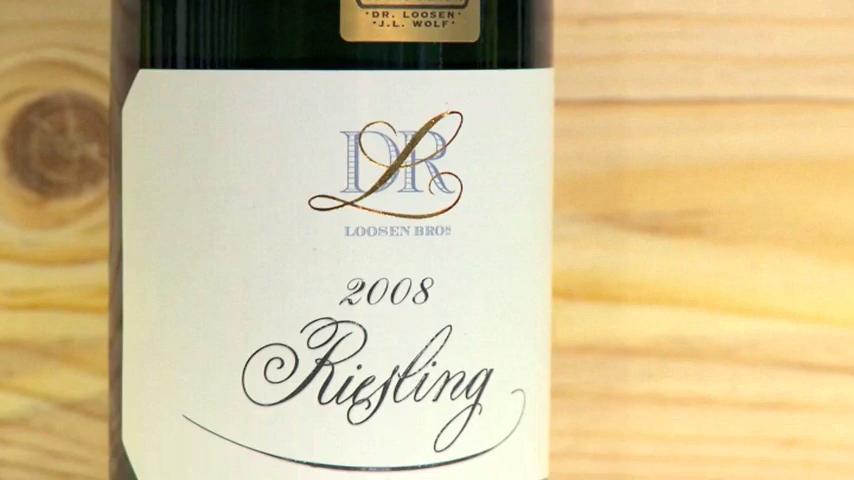 "DR. LOOSEN"
"J.L. WOLF"
DR L
LOOSEN BROS
2008
Riesling